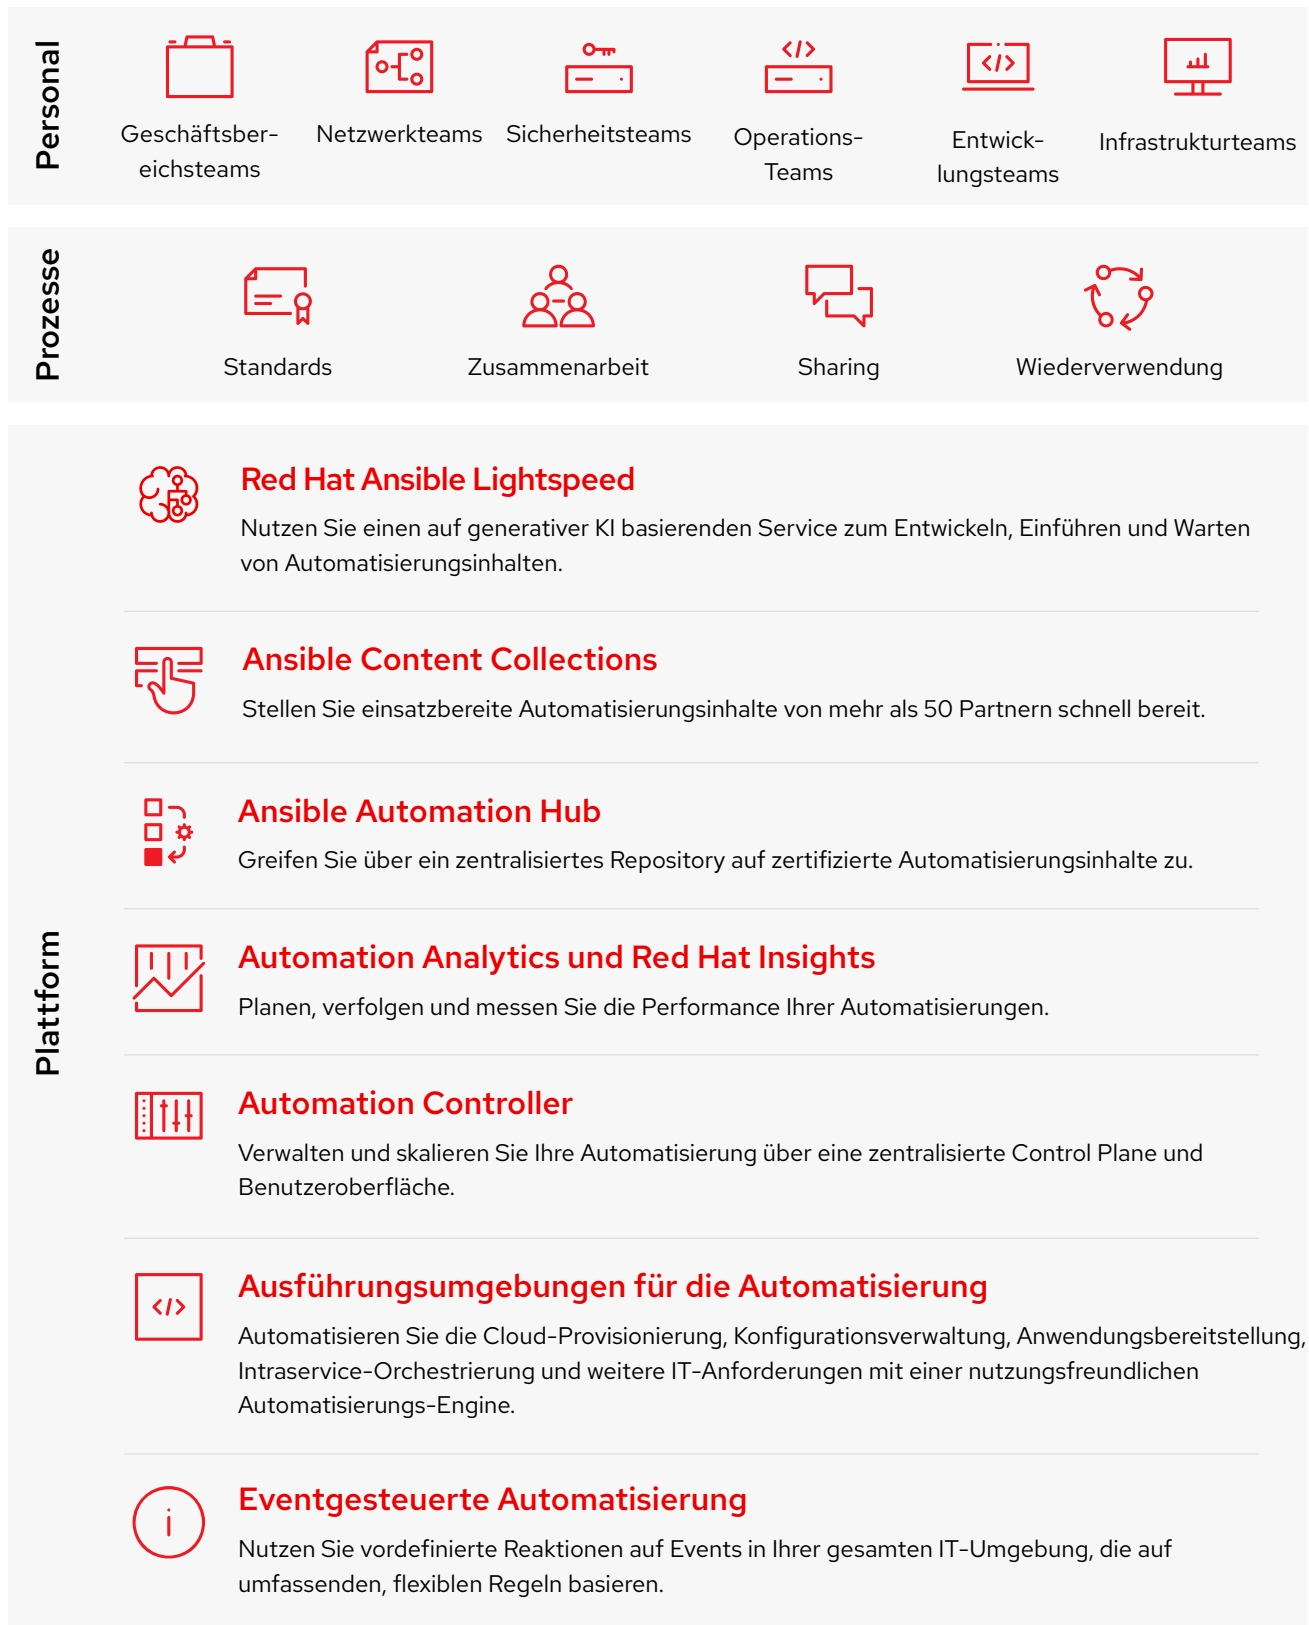 Personal
Geschäftsber-
eichsteams
Netzwerkteams
Sicherheitsteams
Operations-
Teams
Entwick-
lungsteams
Infrastrukturteams
Prozesse
Standards
Zusammenarbeit
Sharing
Wiederverwendung
Plattform
Red Hat Ansible Lightspeed
Nutzen Sie einen auf generativer KI basierenden Service zum Entwickeln, Einführen und Warten
von Automatisierungsinhalten.
Ansible Content Collections
Stellen Sie einsatzbereite Automatisierungsinhalte von mehr als 50 Partnern schnell bereit.
Ansible Automation Hub
Greifen Sie über ein zentralisiertes Repository auf zertifizierte Automatisierungsinhalte zu.
Automation Analytics und Red Hat Insights
Planen, verfolgen und messen Sie die Performance Ihrer Automatisierungen.
Automation Controller
Verwalten und skalieren Sie Ihre Automatisierung über eine zentralisierte Control Plane und
Benutzeroberfläche.
Ausführungsumgebungen für die Automatisierung
Automatisieren Sie die Cloud-Provisionierung, Konfigurationsverwaltung, Anwendungsbereitstellung,
Intraservice-Orchestrierung und weitere IT-Anforderungen mit einer nutzungsfreundlichen
Automatisierungs-Engine.
Eventgesteuerte Automatisierung
Nutzen Sie vordefinierte Reaktionen auf Events in Ihrer gesamten IT-Umgebung, die auf
umfassenden, flexiblen Regeln basieren.